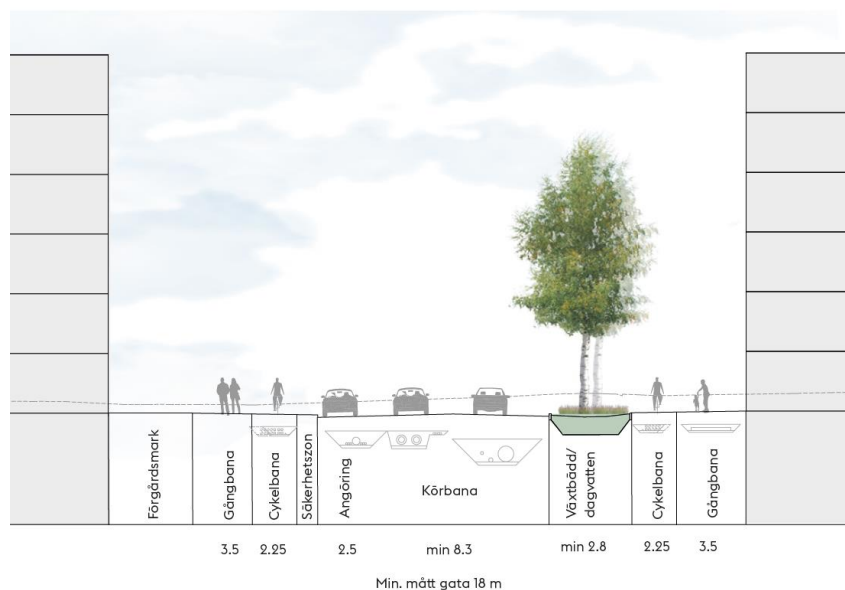 Förgårdsmark
Gångbana
Cykelbana
Säkerhetszon
Angöring
Körbana
Växtbädd/
dagvatten
Cykelbana
Gångbana
3.5 2.25 2.5 min 8.3 min 2.8 2.25 3.5
Min. mått gata 18 m